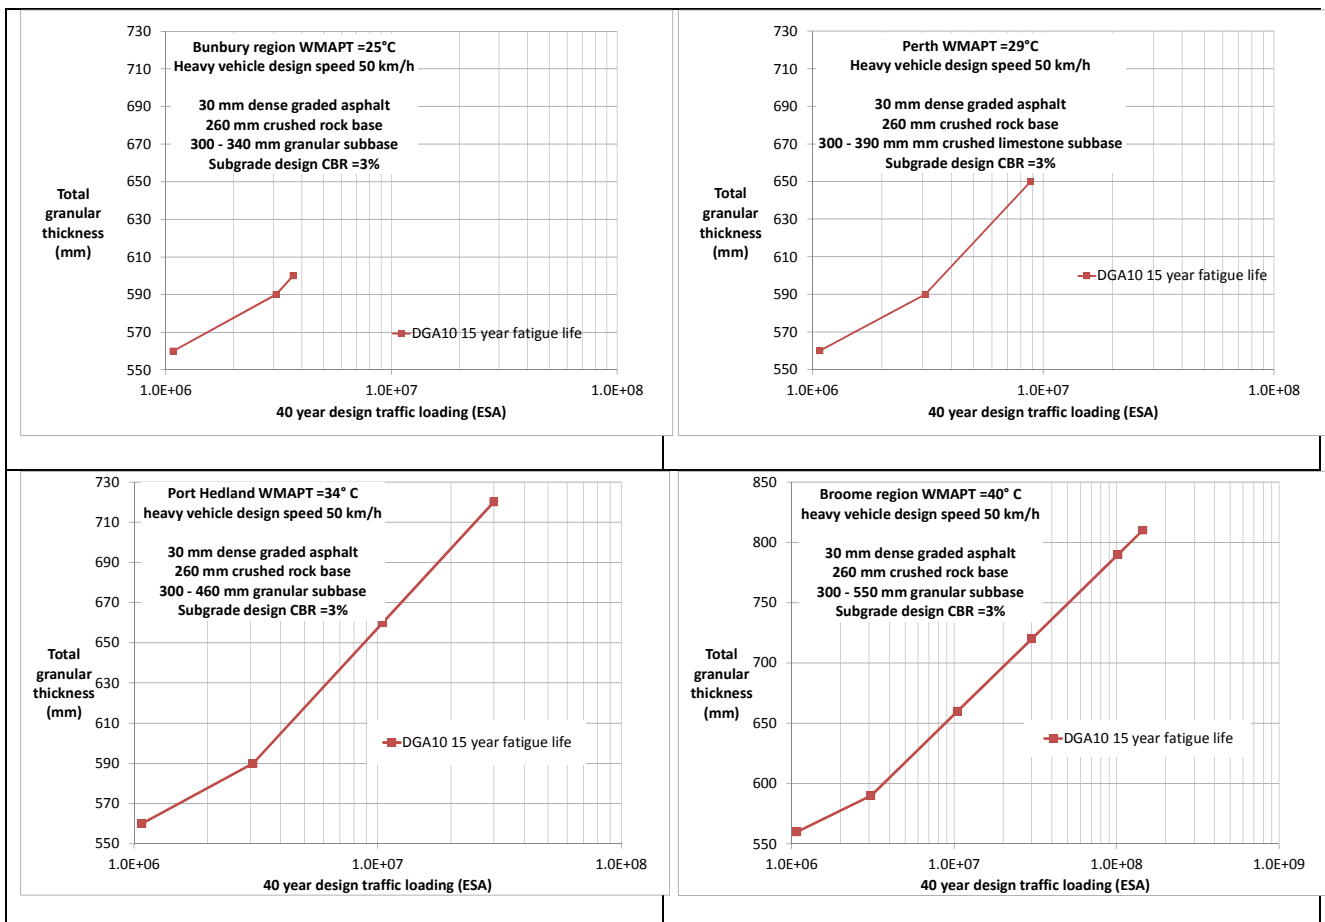 730
710
690
670
650
630
610
590
570
550
Bunbury region WMAPT =25°C
Heavy vehicle design speed 50 km/h
30 mm dense graded asphalt
260 mm crushed rock base
300 - 340 mm granular subbase
Subgrade design CBR =3%
Total
granular
thickness
(mm)
DGA10 15 year fatigue life
1.0E+06 1.0E+07 1.0E+08
40 year design traffic loading (ESA)
730
710
690
670
650
630
610
590
570
550
Perth WMAPT =29°C
Heavy vehicle design speed 50 km/h
30 mm dense graded asphalt
260 mm crushed rock base
300 - 390 mm mm crushed limestone subbase
Subgrade design CBR =3%
Total
granular
thickness
(mm)
DGA10 15 year fatigue life
1.0E+06 1.0E+07 1.0E+08
40 year design traffic loading (ESA)
730
710
690
670
650
630
610
590
570
550
Port Hedland WMAPT =34° C
heavy vehicle design speed 50 km/h
30 mm dense graded asphalt
260 mm crushed rock base
300 - 460 mm granular subbase
Subgrade design CBR =3%
Total
granular
thickness
(mm)
DGA10 15 year fatigue life
1.0E+06 1.0E+07 1.0E+08
40 year design traffic loading (ESA)
850
800
750
700
650
600
550
Broome region WMAPT =40° C
heavy vehicle design speed 50 km/h
30 mm dense graded asphalt
260 mm crushed rock base
300 - 550 mm granular subbase
Subgrade design CBR =3%
Total
granular
thickness
(mm)
DGA10 15 year fatigue life
1.0E+06 1.0E+07 1.0E+08 1.0E+09
40 year design traffic loading (ESA)